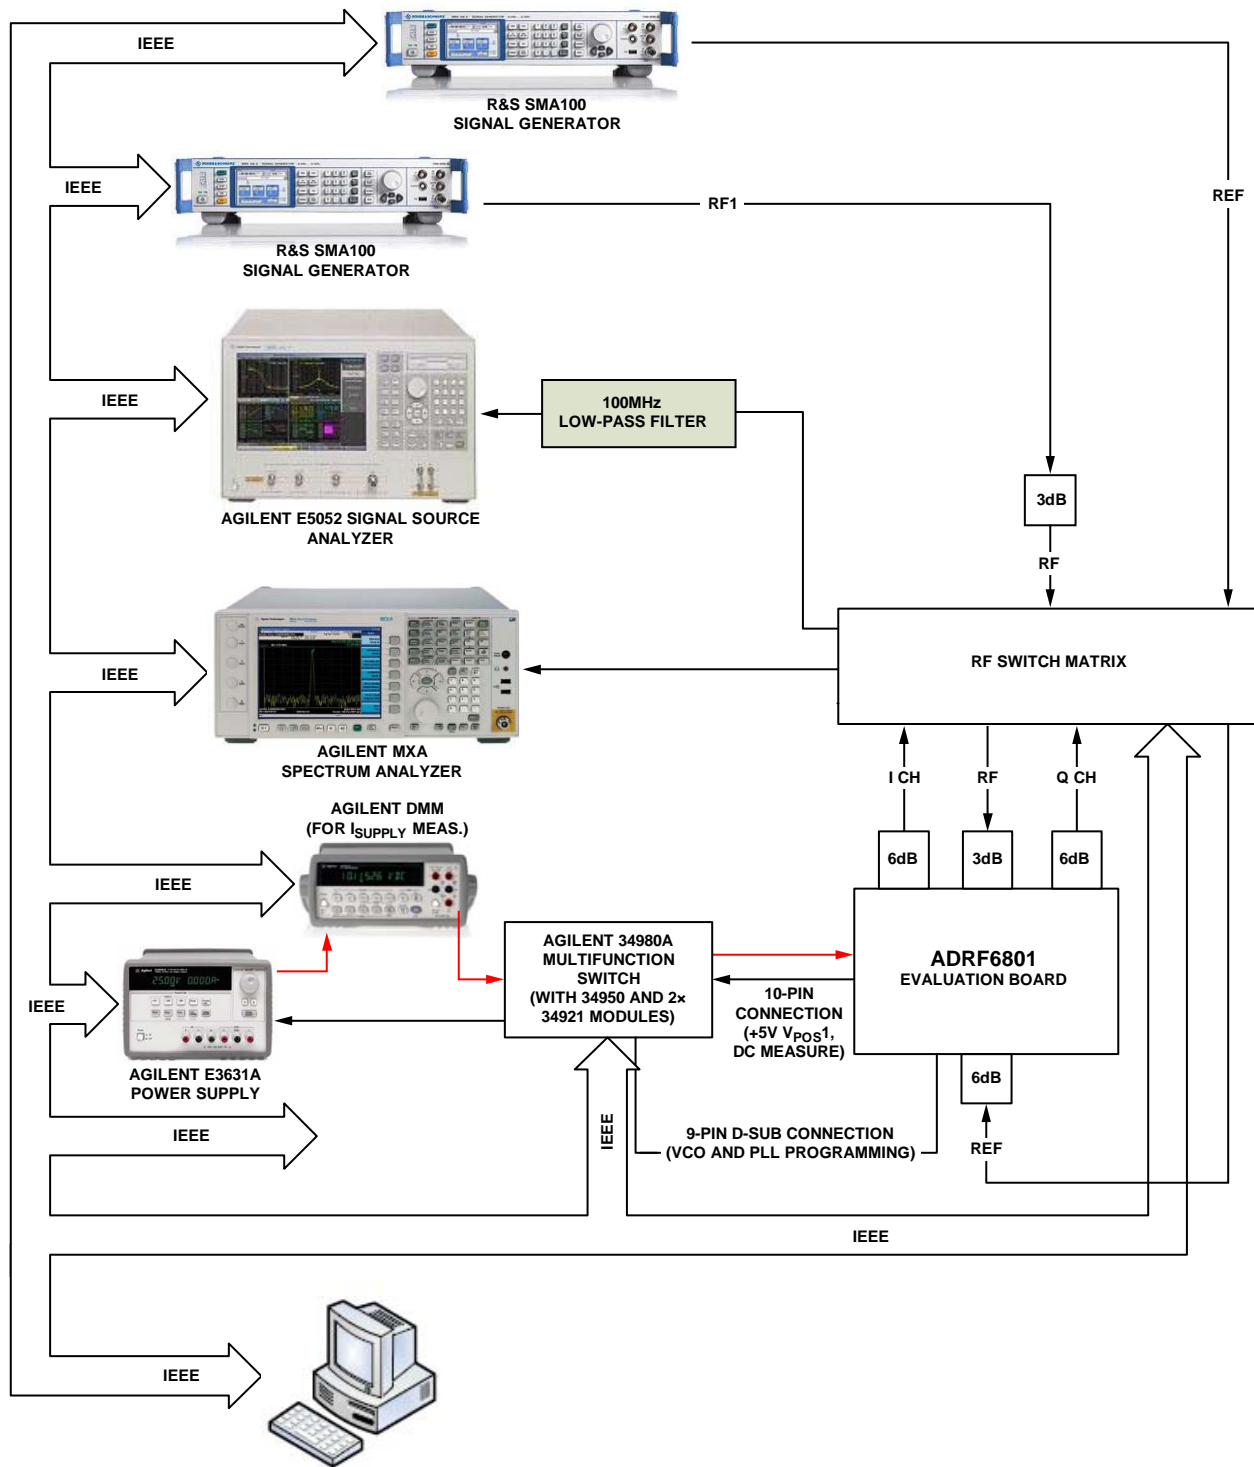 IEEE
R&S SMA100
SIGNAL GENERATOR
IEEE
R&S SMA100
SIGNAL GENERATOR
RF1
REF
IEEE
100MHz
LOW-PASS FILTER
AGILENT E5052 SIGNAL SOURCE
ANALYZER
3dB
RF
IEEE
RF SWITCH MATRIX
AGILENT MXA
SPECTRUM ANALYZER
I CH
RF
Q CH
AGILENT DMM
(FOR ISUPPLY MEAS.)
6dB
3dB
6dB
IEEE
AGILENT 34980A
MULTIFUNCTION
SWITCH
(WITH 34950 AND 2×
34921 MODULES)
ADRF6801
EVALUATION BOARD
IEEE
10-PIN
CONNECTION
(+5V VPOS1,
DC MEASURE)
AGILENT E3631A
POWER SUPPLY
6dB
IEEE
IEEE
9-PIN D-SUB CONNECTION
(VCO AND PLL PROGRAMMING)
REF
IEEE
IEEE